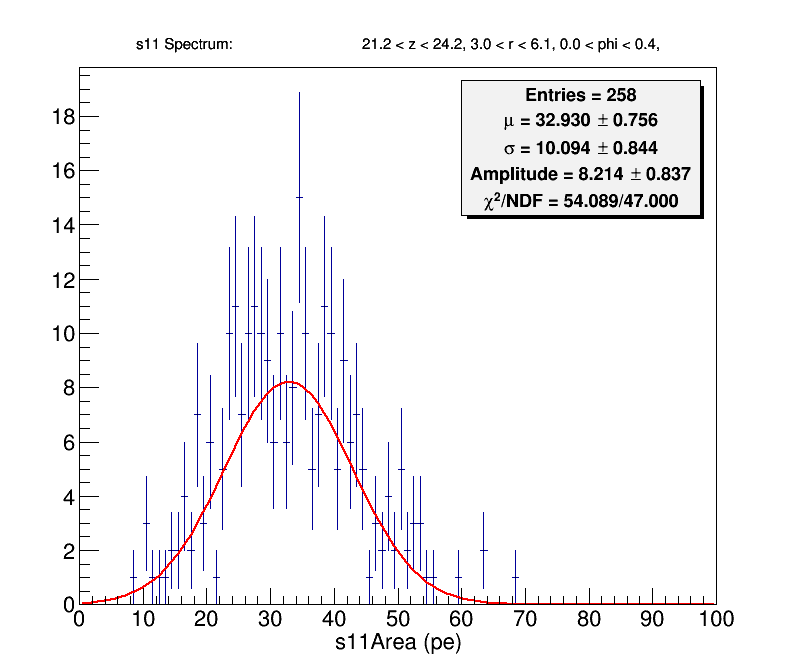 s11 Spectrum: 21.2 < z < 24.2, 3.0 < r < 6.1, 0.0 < phi < 0.4,
Entries = 258
μ = 32.930 ± 0.756
σ = 10.094 ± 0.844
Amplitude = 8.214 ± 0.837
χ²/NDF = 54.089/47.000
18
16
14
12
10
8
6
4
2
0
0 10 20 30 40 50 60 70 80 90 100
s11Area (pe)